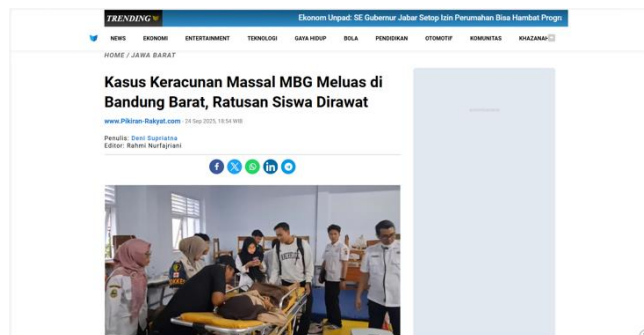 TRENDING
Ekonom Unpad: SE Gubernur Jabar Setop Izin Perumahan Bisa Hambat Progr
NEWS EKONOMI ENTERTAINMENT TEKNOLOGI GAYA HIDUP BOLA PENDIDIKAN OTOMOTIF KOMUNITAS KHAZANAH
HOME / JAWA BARAT
Kasus Keracunan Massal MBG Meluas di
Bandung Barat, Ratusan Siswa Dirawat
www.Pikiran-Rakyat.com - 24 Sep 2025, 18:54 WIB
Penulis: Deni Supriatna
Editor: Rahmi Nurfajriani